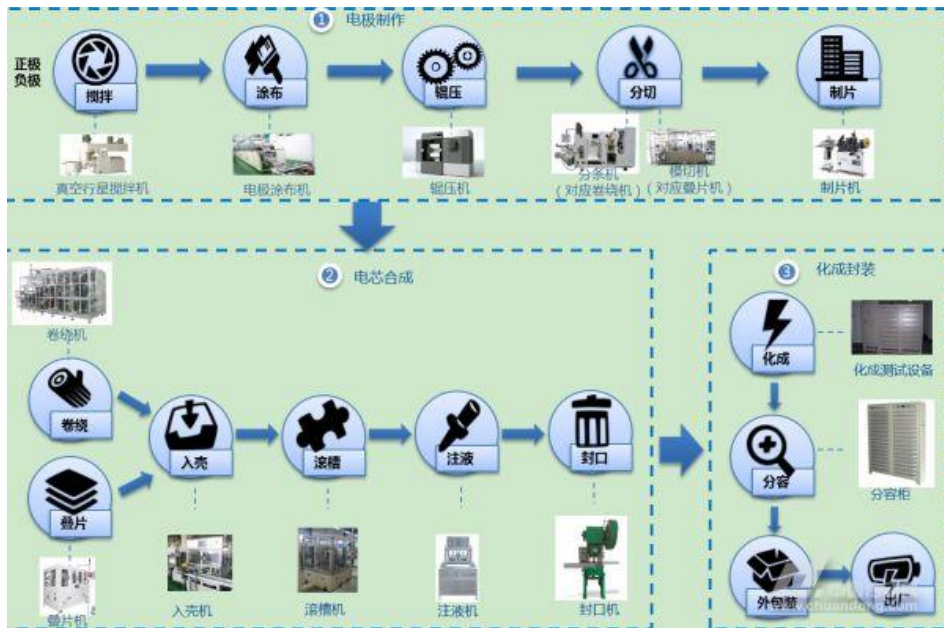 1 电极制作
正极
负极
搅拌
涂布
辊压
分切
制片
真空行星搅拌机
电极涂布机
辊压机
分条机
(对应卷绕机)
模切机
(对应叠片机)
制片机
2 电芯合成
卷绕机
卷绕
叠片
叠片机
入壳
滚槽
注液
封口
入壳机
滚槽机
注液机
封口机
3 化成封装
化成
化成测试设备
分容
分容柜
外包装
出厂
www.chuandong.com